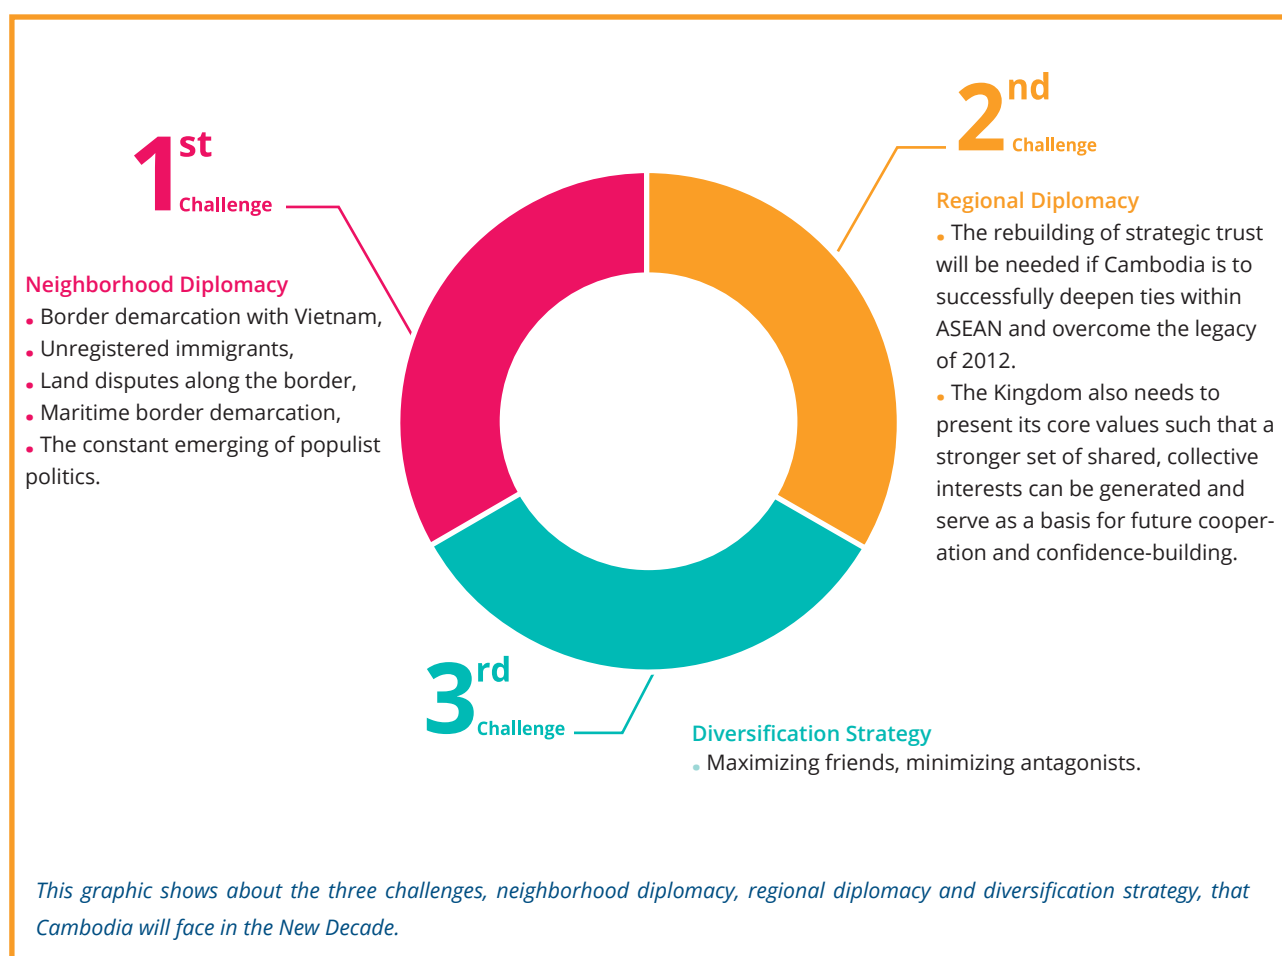 1st
Challenge
Neighborhood Diplomacy
• Border demarcation with Vietnam,
• Unregistered immigrants,
• Land disputes along the border,
• Maritime border demarcation,
• The constant emerging of populist
politics.
2nd
Challenge
Regional Diplomacy
• The rebuilding of strategic trust
will be needed if Cambodia is to
successfully deepen ties within
ASEAN and overcome the legacy
of 2012.
• The Kingdom also needs to
present its core values such that a
stronger set of shared, collective
interests can be generated and
serve as a basis for future cooper-
ation and confidence-building.
3rd
Challenge
Diversification Strategy
• Maximizing friends, minimizing antagonists.
This graphic shows about the three challenges, neighborhood diplomacy, regional diplomacy and diversification strategy, that
Cambodia will face in the New Decade.